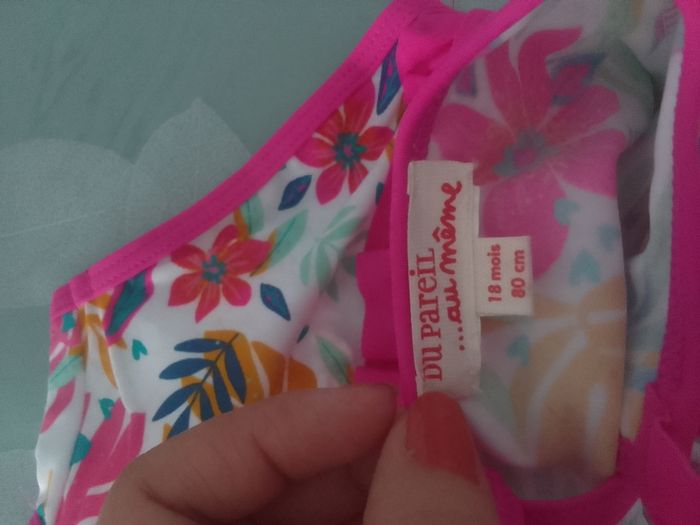 DU PAREIL
...au même
18 mois
80 cm